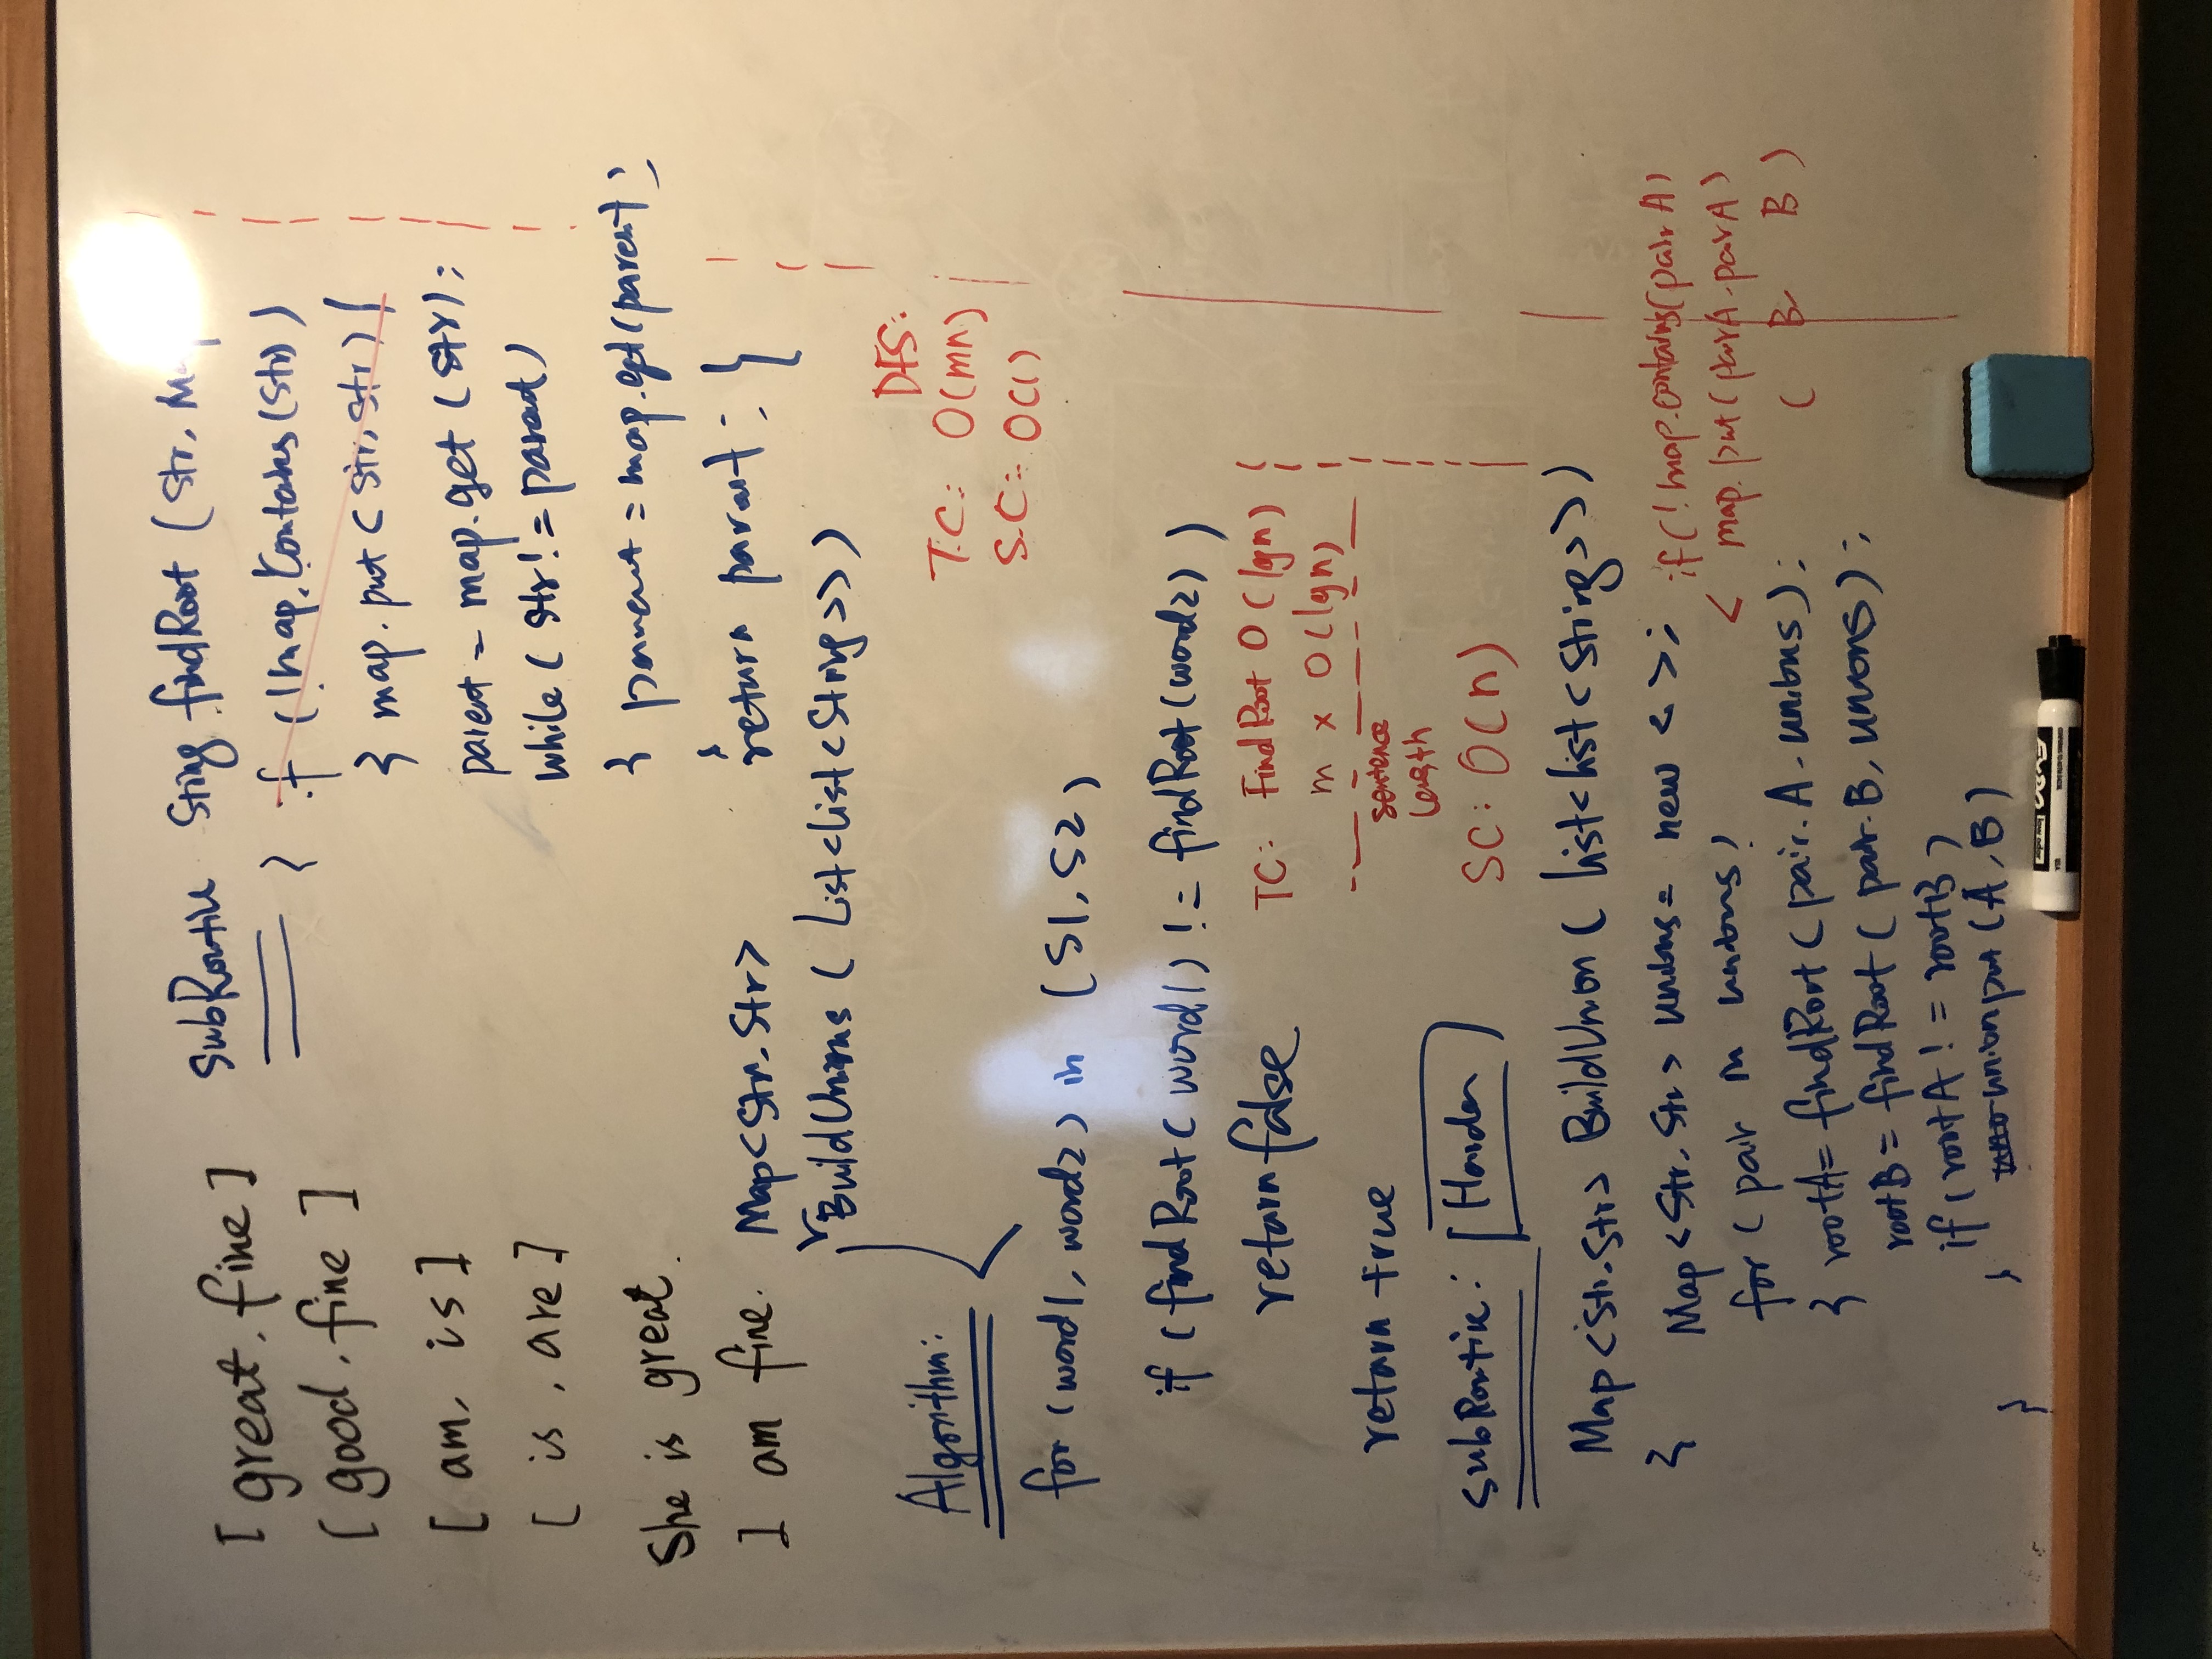 [ great, fine ]
[ good, fine ]
[ am, is ]
[ is, are ]
She is great.
I am fine.
SubRoutine String findRoot ( str, Map
{ if ( ! map. Contains (str) )
{ map. put ( str, str) }
parent = map.get ( str );
while ( str != parent )
{ parent = map.get (parent);
}
return parent ; }
Map<Str, Str>
BuildUnions ( List<list<String>> )
Algorithm:
for (word1, word2) in (S1, S2)
if ( findRoot ( word1 ) != findRoot (word2) )
return false
return true
DFS:
T.C: O(mn)
S.C: O(1)
TC: FindRoot O ( lgn )
m x O ( lgn )
sentence
length
SC: O( n )
SubRoutine: [ Harder ]
Map <Str, Str> BuildUnion ( List<list<String>> )
{ Map <Str, Str> unions = new < >;
for ( pair in unions )
{ rootA = findRoot ( pair. A, unions ) ;
rootB = findRoot ( pair. B, unions ) ;
if ( rootA != rootB )
union put (A, B)
} }
if ( ! map.contains (pair A)
< map. put ( pairA, pairA )
( B B )